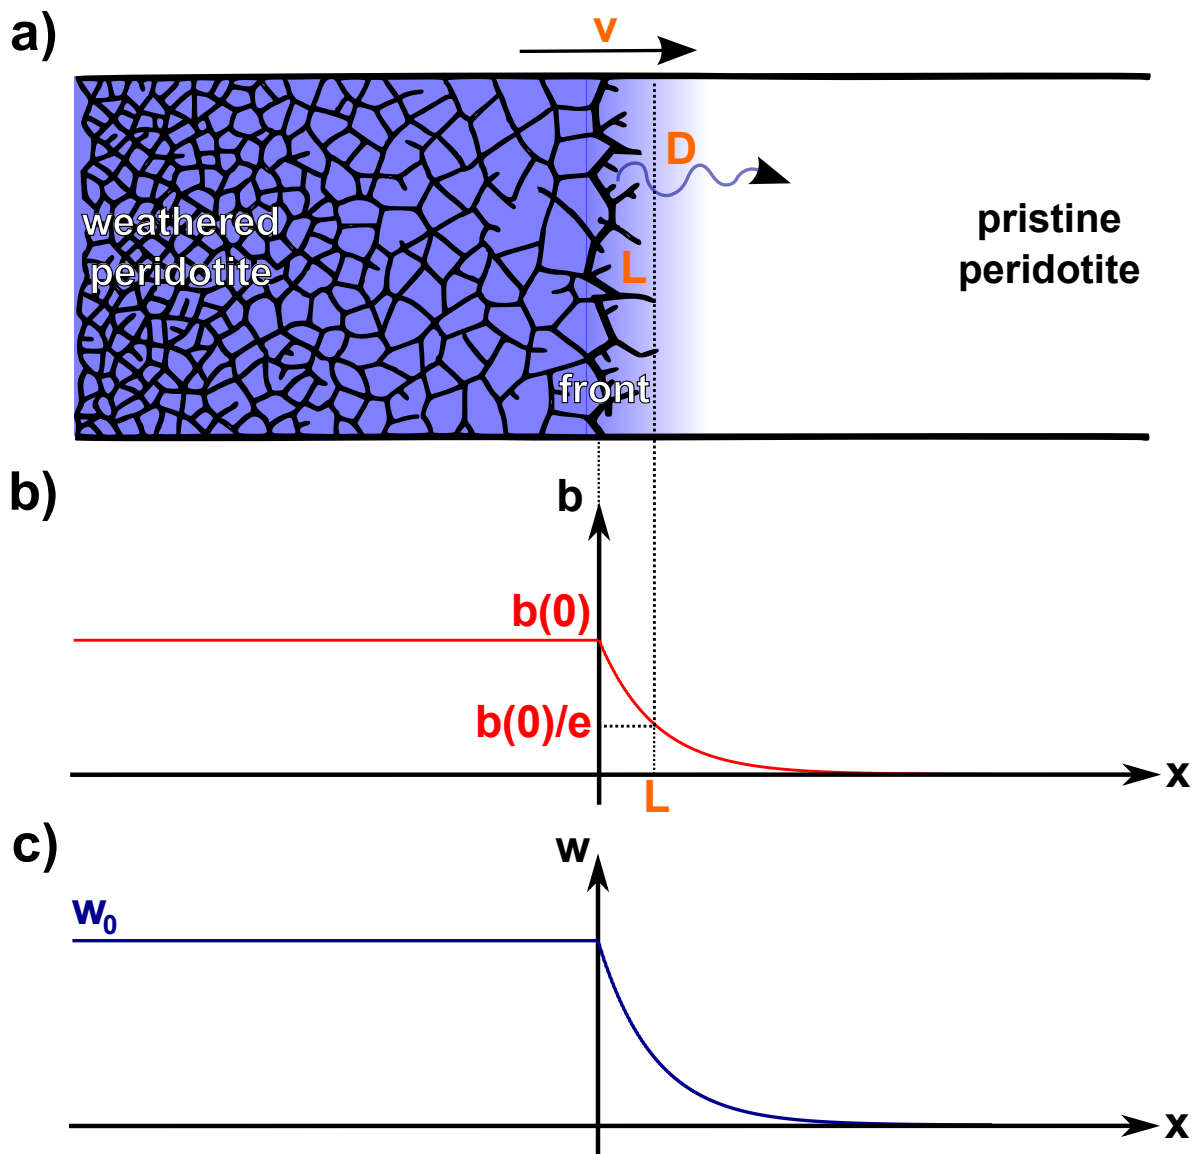 a)
v
D
weathered
peridotite
L
pristine
peridotite
front
b)
b
b(0)
b(0)/e
x
L
c)
w
w₀
x